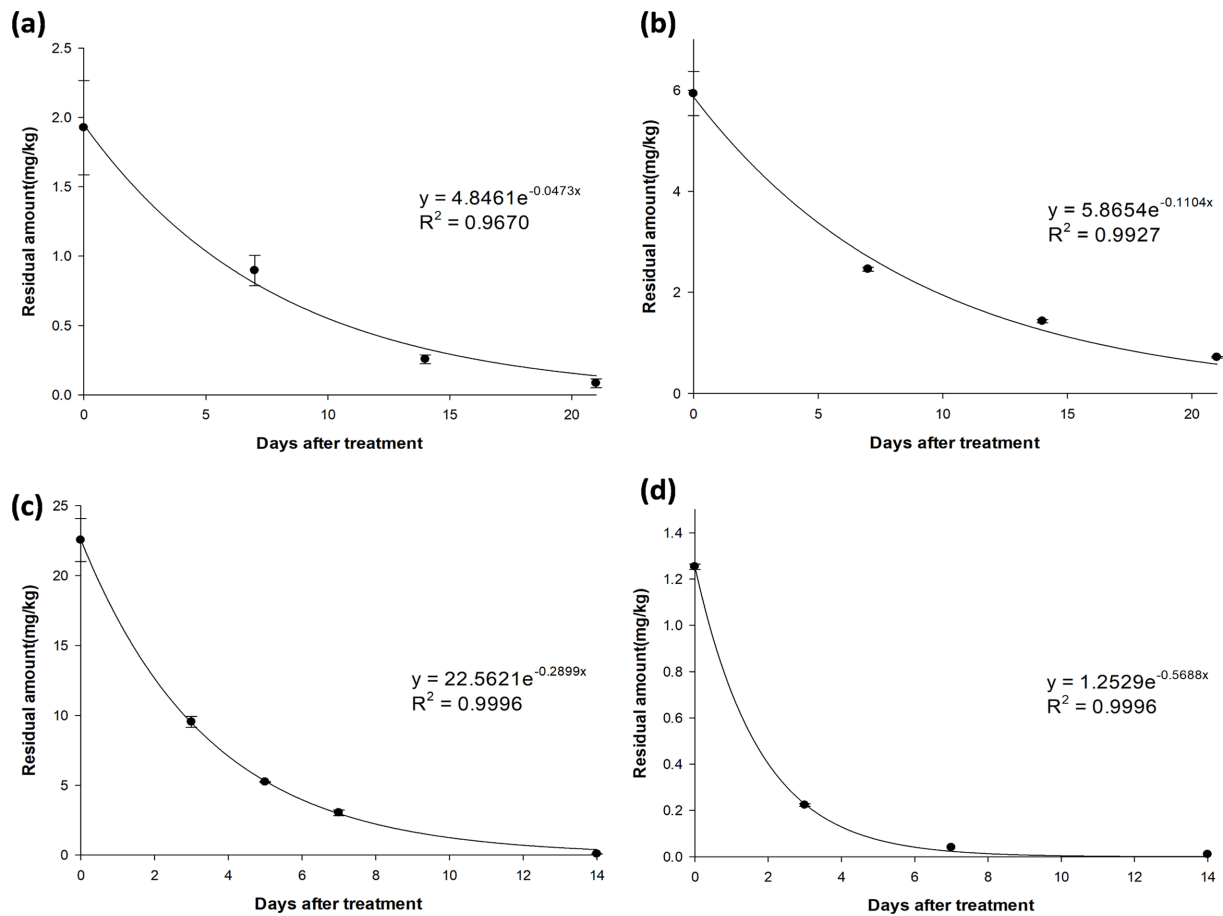 (a)
2.5
2.0
1.5
1.0
0.5
0.0
Residual amount(mg/kg)
y = 4.8461e^-0.0473x
R² = 0.9670
0 5 10 15 20
Days after treatment
(b)
6
4
2
0
Residual amount(mg/kg)
y = 5.8654e^-0.1104x
R² = 0.9927
0 5 10 15 20
Days after treatment
(c)
25
20
15
10
5
0
Residual amount(mg/kg)
y = 22.5621e^-0.2899x
R² = 0.9996
0 2 4 6 8 10 12 14
Days after treatment
(d)
1.4
1.2
1.0
0.8
0.6
0.4
0.2
0.0
Residual amount(mg/kg)
y = 1.2529e^-0.5688x
R² = 0.9996
0 2 4 6 8 10 12 14
Days after treatment